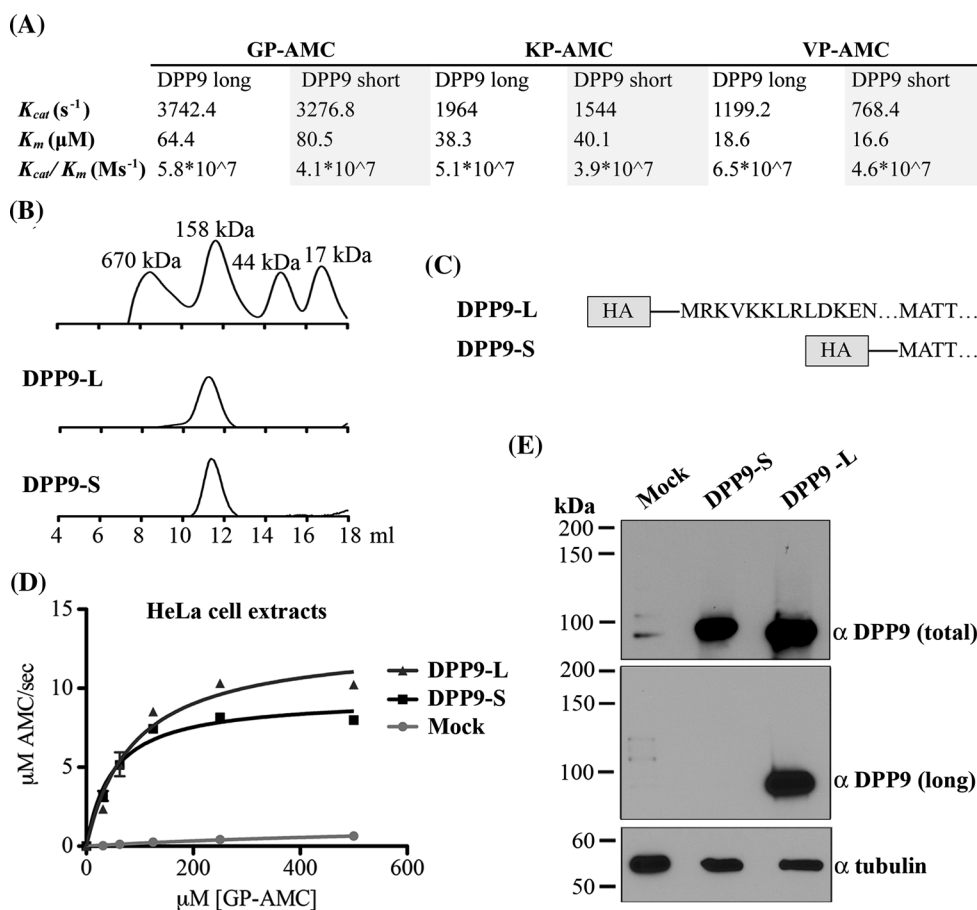 (A)
GP-AMC KP-AMC VP-AMC
DPP9 long DPP9 short DPP9 long DPP9 short DPP9 long DPP9 short
Kcat (s-1) 3742.4 3276.8 1964 1544 1199.2 768.4
Km (µM) 64.4 80.5 38.3 40.1 18.6 16.6
Kcat/ Km (Ms-1) 5.8*10^7 4.1*10^7 5.1*10^7 3.9*10^7 6.5*10^7 4.6*10^7
(B)
670 kDa 158 kDa 44 kDa 17 kDa
DPP9-L
DPP9-S
4 6 8 10 12 14 16 18 ml
(C)
DPP9-L HA MRKVKKLRLDKEN...MATT...
DPP9-S HA MATT...
(D)
HeLa cell extracts
15
10
5
0
µM AMC/sec
DPP9-L
DPP9-S
Mock
0 200 400 600
µM [GP-AMC]
(E)
Mock DPP9-S DPP9 -L
kDa
200
150
100
α DPP9 (total)
200
150
100
α DPP9 (long)
60
50
α tubulin